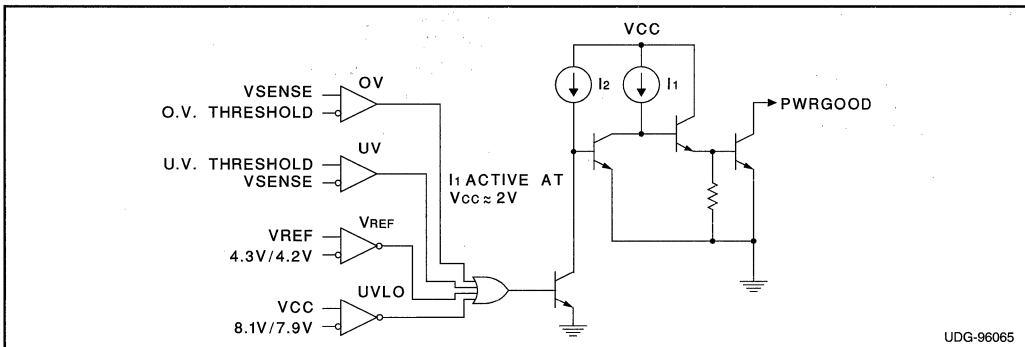 VCC
I2
I1
PWRGOOD
OV
VSENSE
O.V. THRESHOLD
UV
U.V. THRESHOLD
VSENSE
I1 ACTIVE AT
VCC ≈ 2V
VREF
VREF
4.3V/4.2V
UVLO
VCC
8.1V/7.9V
UDG-96065